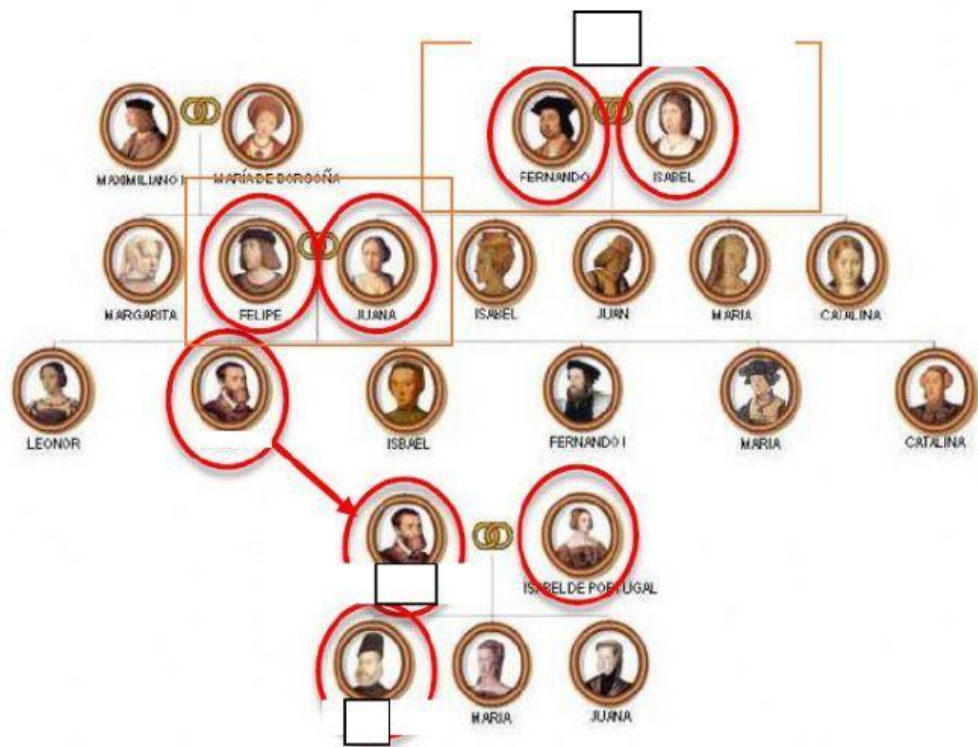 MAXIMILIANO I
MARÍA DE BORGOÑA
FERNANDO
ISABEL
MARGARITA
FELIPE
JUANA
ISABEL
JUAN
MARIA
CATALINA
LEONOR
ISBAEL
FERNANDO I
MARIA
CATALINA
ISABEL DE PORTUGAL
MARIA
JUANA